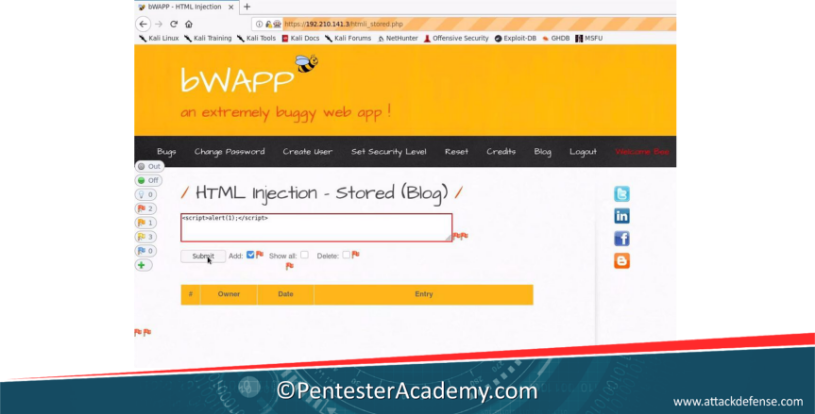 bWAPP - HTML Injection
https://192.210.141.3/htmli_stored.php
Kali Linux Kali Training Kali Tools Kali Docs Kali Forums NetHunter Offensive Security Exploit-DB GHDB MSFU
bWAPP
an extremely buggy web app !
Bugs Change Password Create User Set Security Level Reset Credits Blog Logout Welcome Bee
Out
Off
/ HTML Injection - Stored (Blog) /
0
2
<script>alert(1);</script>
1
3
0
Submit Add: Show all: Delete:
# Owner Date Entry
©PentesterAcademy.com
www.attackdefense.com